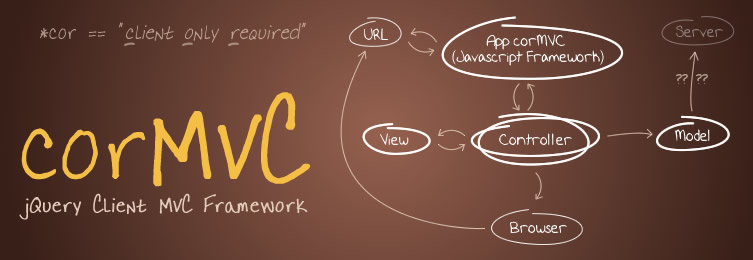 *cor == "client only required"
corMVC
jQuery Client MVC Framework
URL
App corMVC
(Javascript Framework)
Server
?? ??
View
Controller
Model
Browser